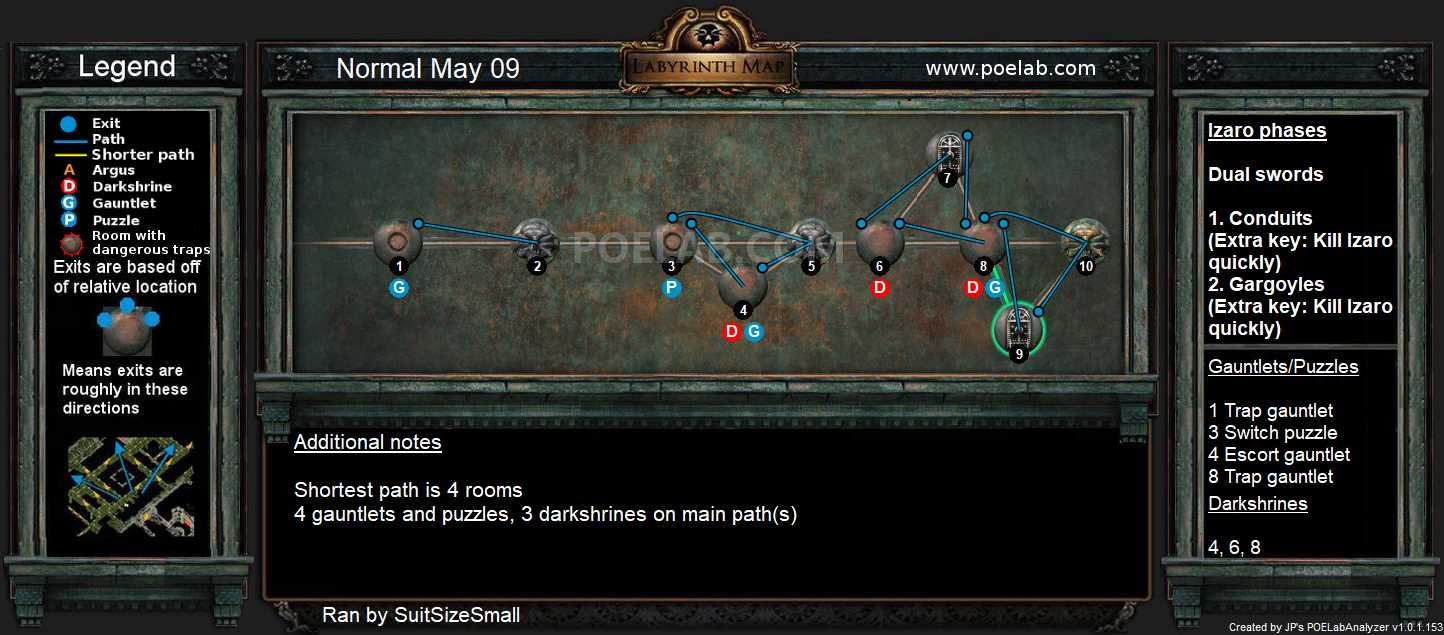 Legend
Exit
Path
Shorter path
A Argus
D Darkshrine
G Gauntlet
P Puzzle
Room with
dangerous traps
Exits are based off
of relative location
Means exits are
roughly in these
directions
Normal May 09
LABYRINTH MAP
www.poelab.com
POELAB.COM
7
1
2
3
5
6
8
10
G
P
D
D G
4
D G
9
Additional notes
Shortest path is 4 rooms
4 gauntlets and puzzles, 3 darkshrines on main path(s)
Ran by SuitSizeSmall
Izaro phases
Dual swords
1. Conduits
(Extra key: Kill Izaro
quickly)
2. Gargoyles
(Extra key: Kill Izaro
quickly)
Gauntlets/Puzzles
1 Trap gauntlet
3 Switch puzzle
4 Escort gauntlet
8 Trap gauntlet
Darkshrines
4, 6, 8
Created by JP's POELabAnalyzer v1.0.1.153